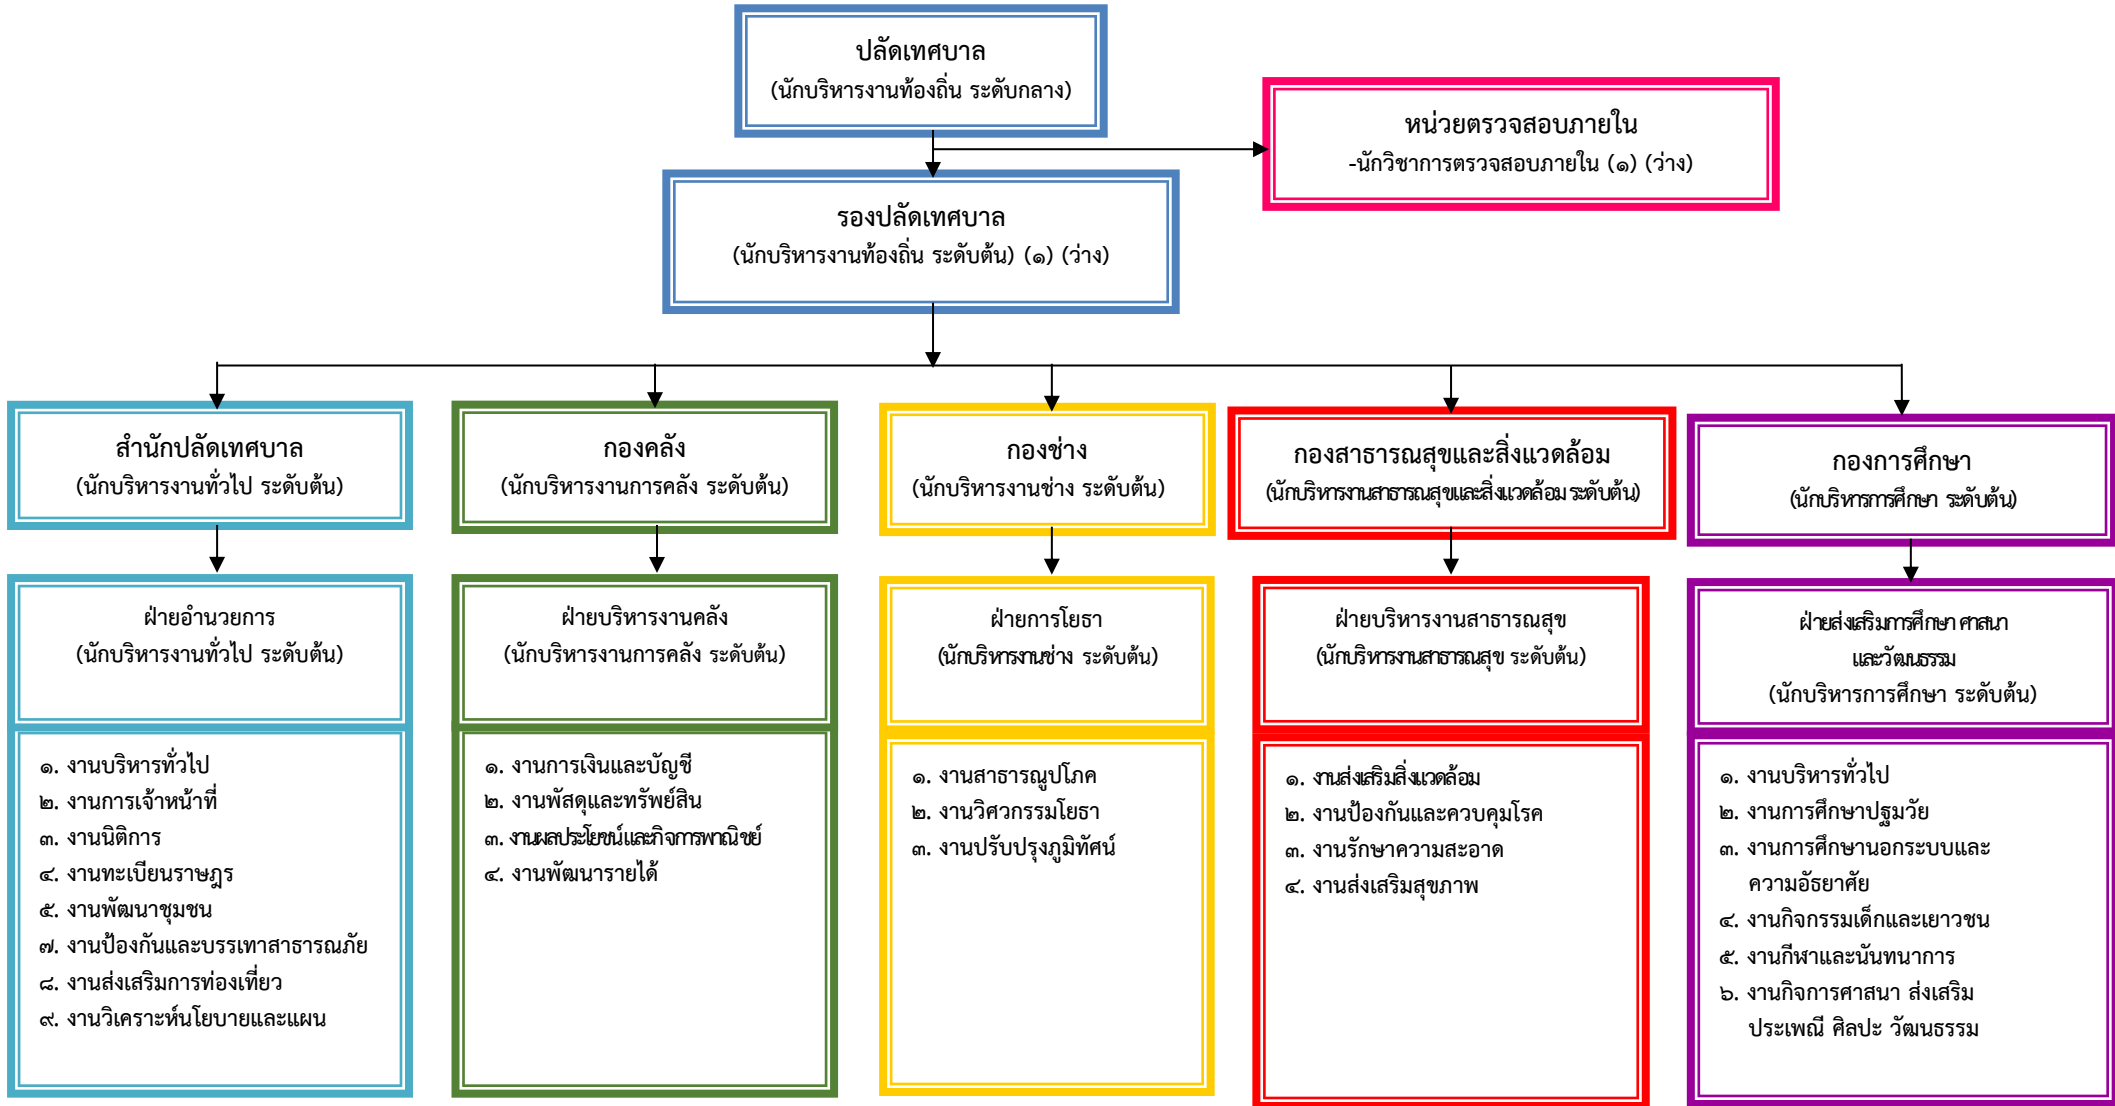 ปลัดเทศบาล
(นักบริหารงานท้องถิ่น ระดับกลาง)
หน่วยตรวจสอบภายใน
-นักวิชาการตรวจสอบภายใน (๑) (ว่าง)
รองปลัดเทศบาล
(นักบริหารงานท้องถิ่น ระดับต้น) (๑) (ว่าง)
สำนักปลัดเทศบาล
(นักบริหารงานทั่วไป ระดับต้น)
กองคลัง
(นักบริหารงานการคลัง ระดับต้น)
กองช่าง
(นักบริหารงานช่าง ระดับต้น)
กองสาธารณสุขและสิ่งแวดล้อม
(นักบริหารงานสาธารณสุขและสิ่งแวดล้อม ระดับต้น)
กองการศึกษา
(นักบริหารการศึกษา ระดับต้น)
ฝ่ายอำนวยการ
(นักบริหารงานทั่วไป ระดับต้น)
ฝ่ายบริหารงานคลัง
(นักบริหารงานการคลัง ระดับต้น)
ฝ่ายการโยธา
(นักบริหารงานช่าง ระดับต้น)
ฝ่ายบริหารงานสาธารณสุข
(นักบริหารงานสาธารณสุข ระดับต้น)
ฝ่ายส่งเสริมการศึกษา ศาสนา
และวัฒนธรรม
(นักบริหารการศึกษา ระดับต้น)
๑. งานบริหารทั่วไป
๒. งานการเจ้าหน้าที่
๓. งานนิติการ
๔. งานทะเบียนราษฎร
๕. งานพัฒนาชุมชน
๗. งานป้องกันและบรรเทาสาธารณภัย
๘. งานส่งเสริมการท่องเที่ยว
๙. งานวิเคราะห์นโยบายและแผน
๑. งานการเงินและบัญชี
๒. งานพัสดุและทรัพย์สิน
๓. งานผลประโยชน์และกิจการพาณิชย์
๔. งานพัฒนารายได้
๑. งานสาธารณูปโภค
๒. งานวิศวกรรมโยธา
๓. งานปรับปรุงภูมิทัศน์
๑. งานส่งเสริมสิ่งแวดล้อม
๒. งานป้องกันและควบคุมโรค
๓. งานรักษาความสะอาด
๔. งานส่งเสริมสุขภาพ
๑. งานบริหารทั่วไป
๒. งานการศึกษาปฐมวัย
๓. งานการศึกษานอกระบบและ
ความอัธยาศัย
๔. งานกิจกรรมเด็กและเยาวชน
๕. งานกีฬาและนันทนาการ
๖. งานกิจการศาสนา ส่งเสริม
ประเพณี ศิลปะ วัฒนธรรม